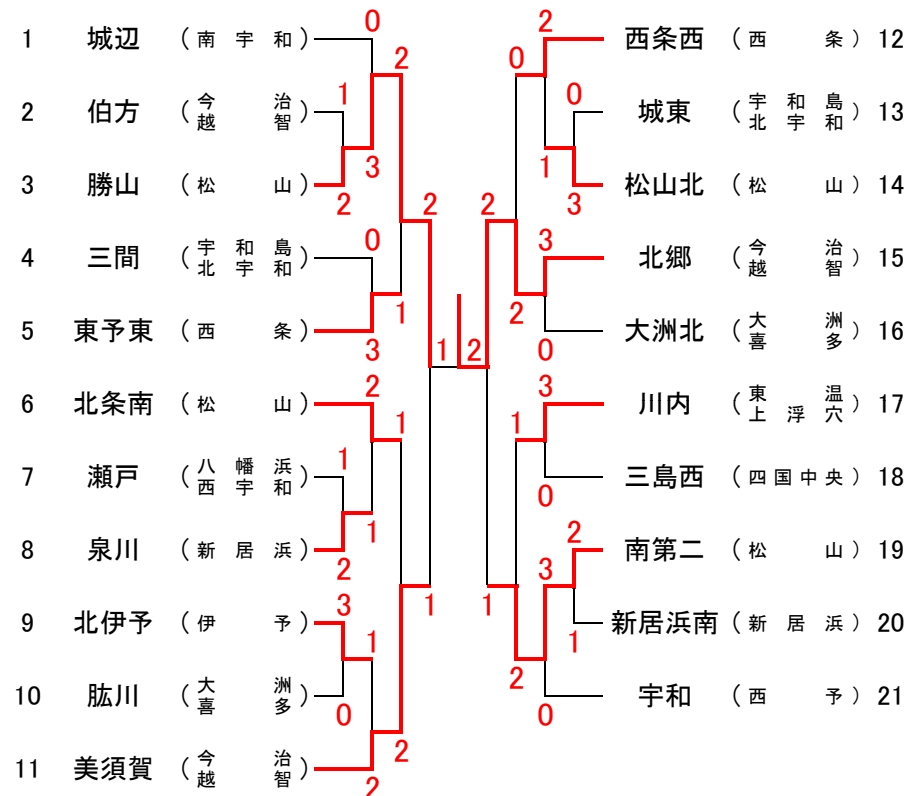 0
2
1 城辺 (南宇和)
2
0
西条西 (西条) 12
2 伯方 (今治越智)
1
0
城東 (宇和島北宇和) 13
3 勝山 (松山)
2
3
1
3
松山北 (松山) 14
2
2
4 三間 (宇和島北宇和)
0
3
北郷 (今治越智) 15
5 東予東 (西条)
3
1
2
0
大洲北 (大喜洲多) 16
1
2
6 北条南 (松山)
2
1
1
3
川内 (東温上浮穴) 17
7 瀬戸 (八幡浜西宇和)
1
0
三島西 (四国中央) 18
8 泉川 (新居浜)
2
1
3
2
南第二 (松山) 19
9 北伊予 (伊予)
3
1
1
1
1
新居浜南 (新居浜) 20
10 肱川 (大洲喜多)
0
2
0
宇和 (西予) 21
11 美須賀 (今治越智)
2
2